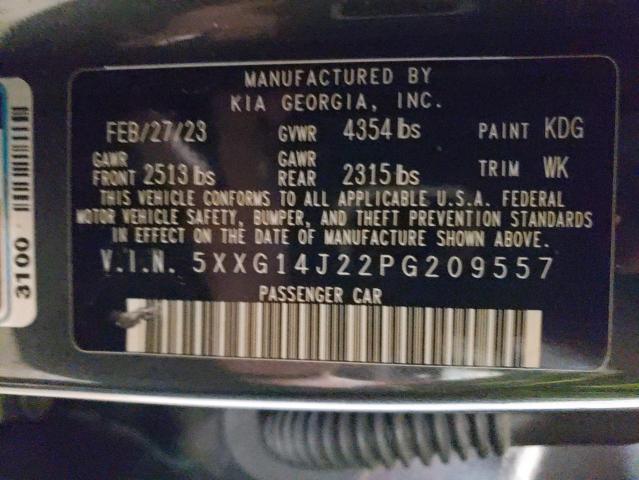 MANUFACTURED BY
KIA GEORGIA, INC.
FEB/27/23 GVWR 4354 lbs PAINT KDG
GAWR FRONT 2513 lbs GAWR REAR 2315 lbs TRIM WK
THIS VEHICLE CONFORMS TO ALL APPLICABLE U.S.A. FEDERAL
MOTOR VEHICLE SAFETY, BUMPER, AND THEFT PREVENTION STANDARDS
IN EFFECT ON THE DATE OF MANUFACTURE SHOWN ABOVE.
V.I.N. 5XXG14J22PG209557
PASSENGER CAR
3100